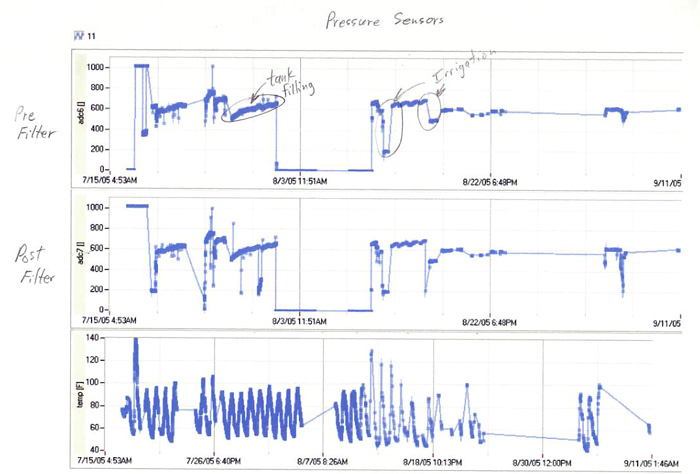 Pressure Sensors
11
Pre
Filter
adc6 []
1000
800
600
400
200
0
tank
filling
Irrigation
7/15/05 4:53AM
8/3/05 11:51AM
8/22/05 6:48PM
9/11/05
Post
Filter
adc7 []
1000
800
600
400
200
0
7/15/05 4:53AM
8/3/05 11:51AM
8/22/05 6:48PM
9/11/05
temp [F]
140
120
100
80
60
40
7/15/05 4:53AM
7/26/05 6:40PM
8/7/05 8:26AM
8/18/05 10:13PM
8/30/05 12:00PM
9/11/05 1:46AM